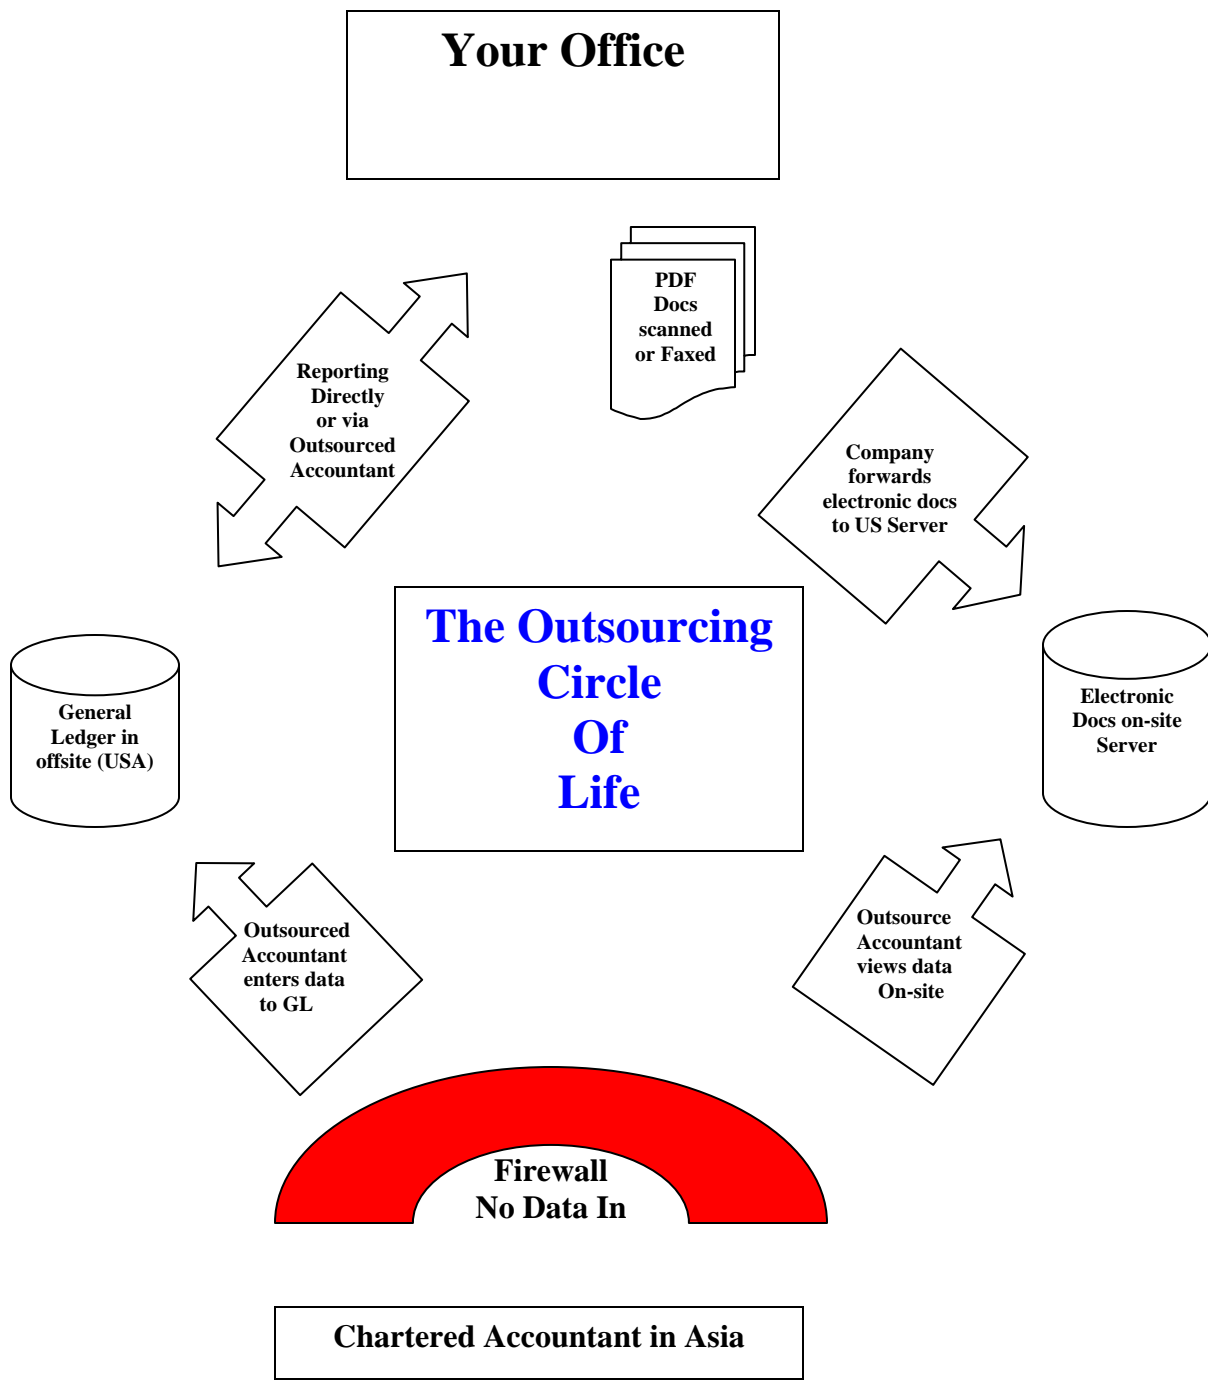 Your Office
PDF
Docs
scanned
or Faxed
Reporting
Directly
or via
Outsourced
Accountant
Company
forwards
electronic docs
to US Server
The Outsourcing
Circle
Of
Life
General
Ledger in
offsite (USA)
Electronic
Docs on-site
Server
Outsourced
Accountant
enters data
to GL
Outsource
Accountant
views data
On-site
Firewall
No Data In
Chartered Accountant in Asia